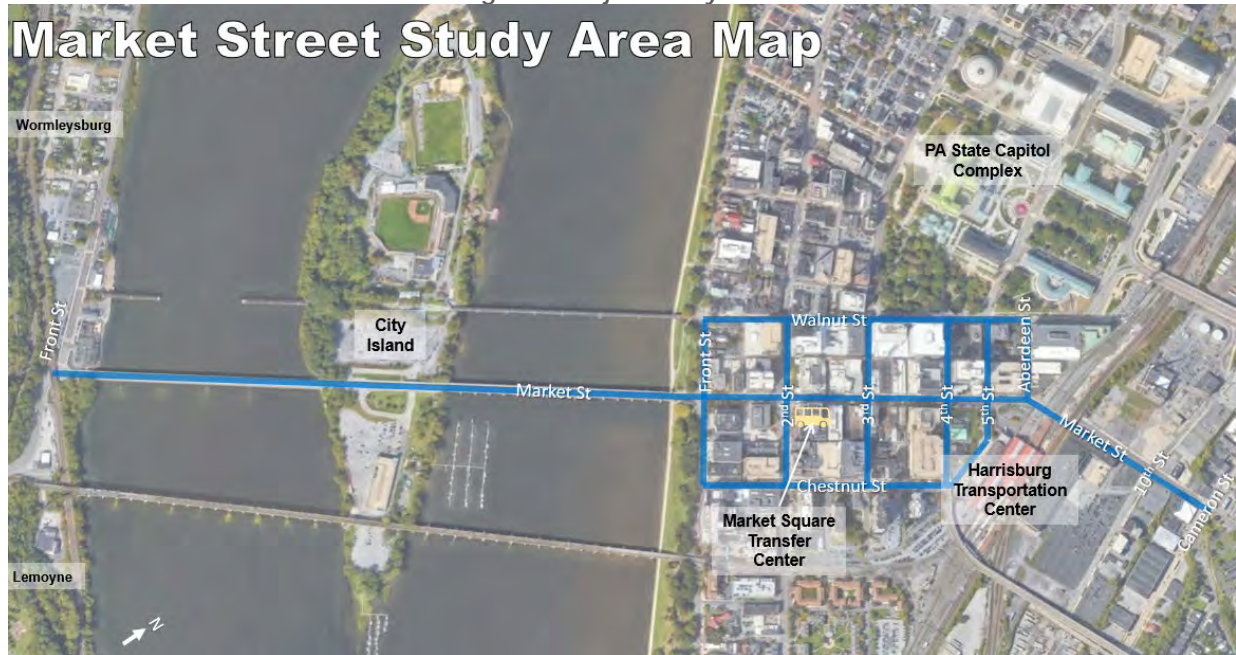 Market Street Study Area Map
Wormleysburg
PA State Capitol
Complex
Front St
City
Island
Walnut St
Front St
Market St
2nd St
3rd St
4th St
5th St
Aberdeen St
Market St
10th St
Cameron St
Chestnut St
Harrisburg
Transportation
Center
Market Square
Transfer
Center
Lemoyne
N